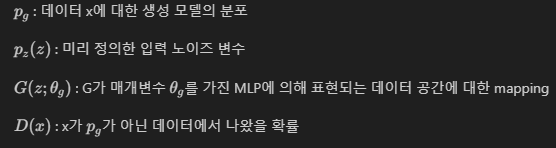 p_g : 데이터 x에 대한 생성 모델의 분포
p_z(z) : 미리 정의한 입력 노이즈 변수
G(z; θ_g) : G가 매개변수 θ_g를 가진 MLP에 의해 표현되는 데이터 공간에 대한 mapping
D(x) : x가 p_g가 아닌 데이터에서 나왔을 확률